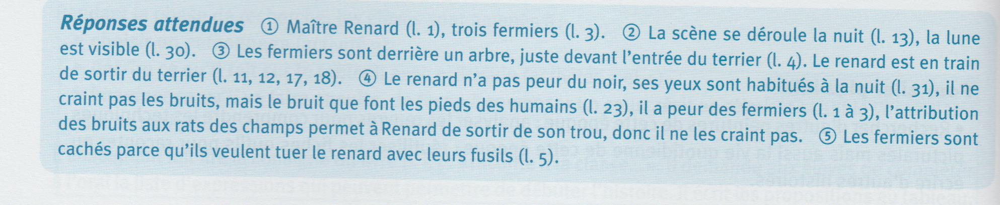 Réponses attendues ① Maître Renard (l. 1), trois fermiers (l. 3). ② La scène se déroule la nuit (l. 13), la lune
est visible (l. 30). ③ Les fermiers sont derrière un arbre, juste devant l'entrée du terrier (l. 4). Le renard est en train
de sortir du terrier (l. 11, 12, 17, 18). ④ Le renard n'a pas peur du noir, ses yeux sont habitués à la nuit (l. 31), il ne
craint pas les bruits, mais le bruit que font les pieds des humains (l. 23), il a peur des fermiers (l. 1 à 3), l'attribution
des bruits aux rats des champs permet à Renard de sortir de son trou, donc il ne les craint pas. ⑤ Les fermiers sont
cachés parce qu'ils veulent tuer le renard avec leurs fusils (l. 5).